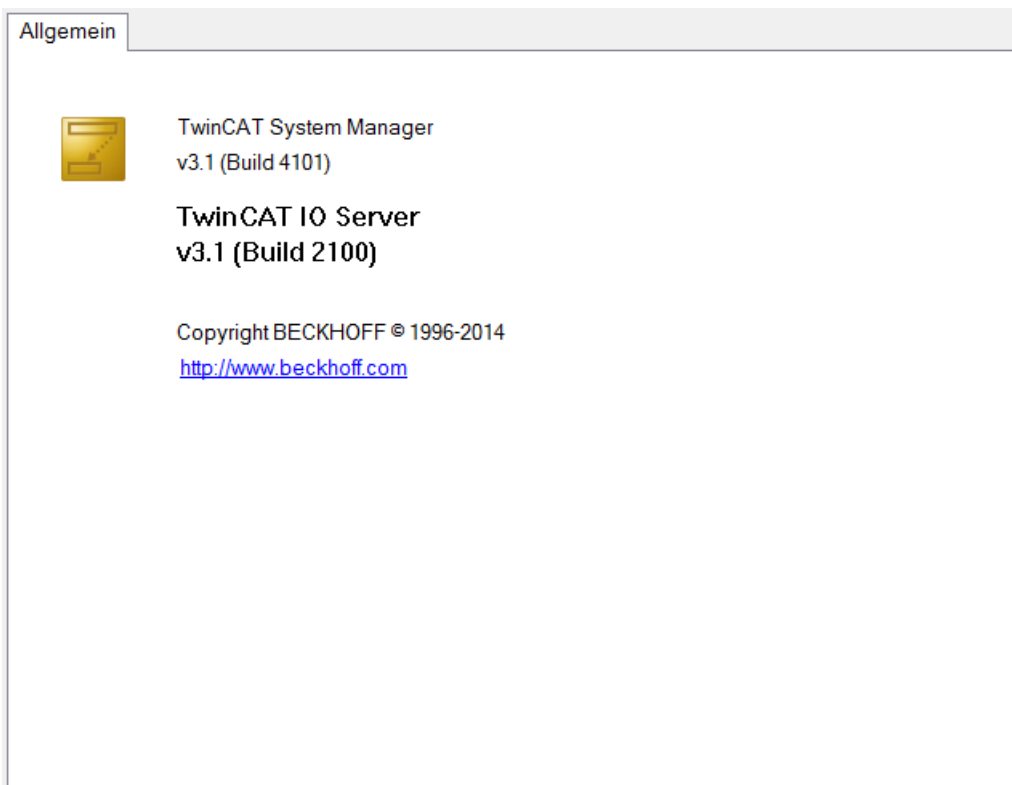 Allgemein
TwinCAT System Manager
v3.1 (Build 4101)
TwinCAT IO Server
v3.1 (Build 2100)
Copyright BECKHOFF © 1996-2014
http://www.beckhoff.com